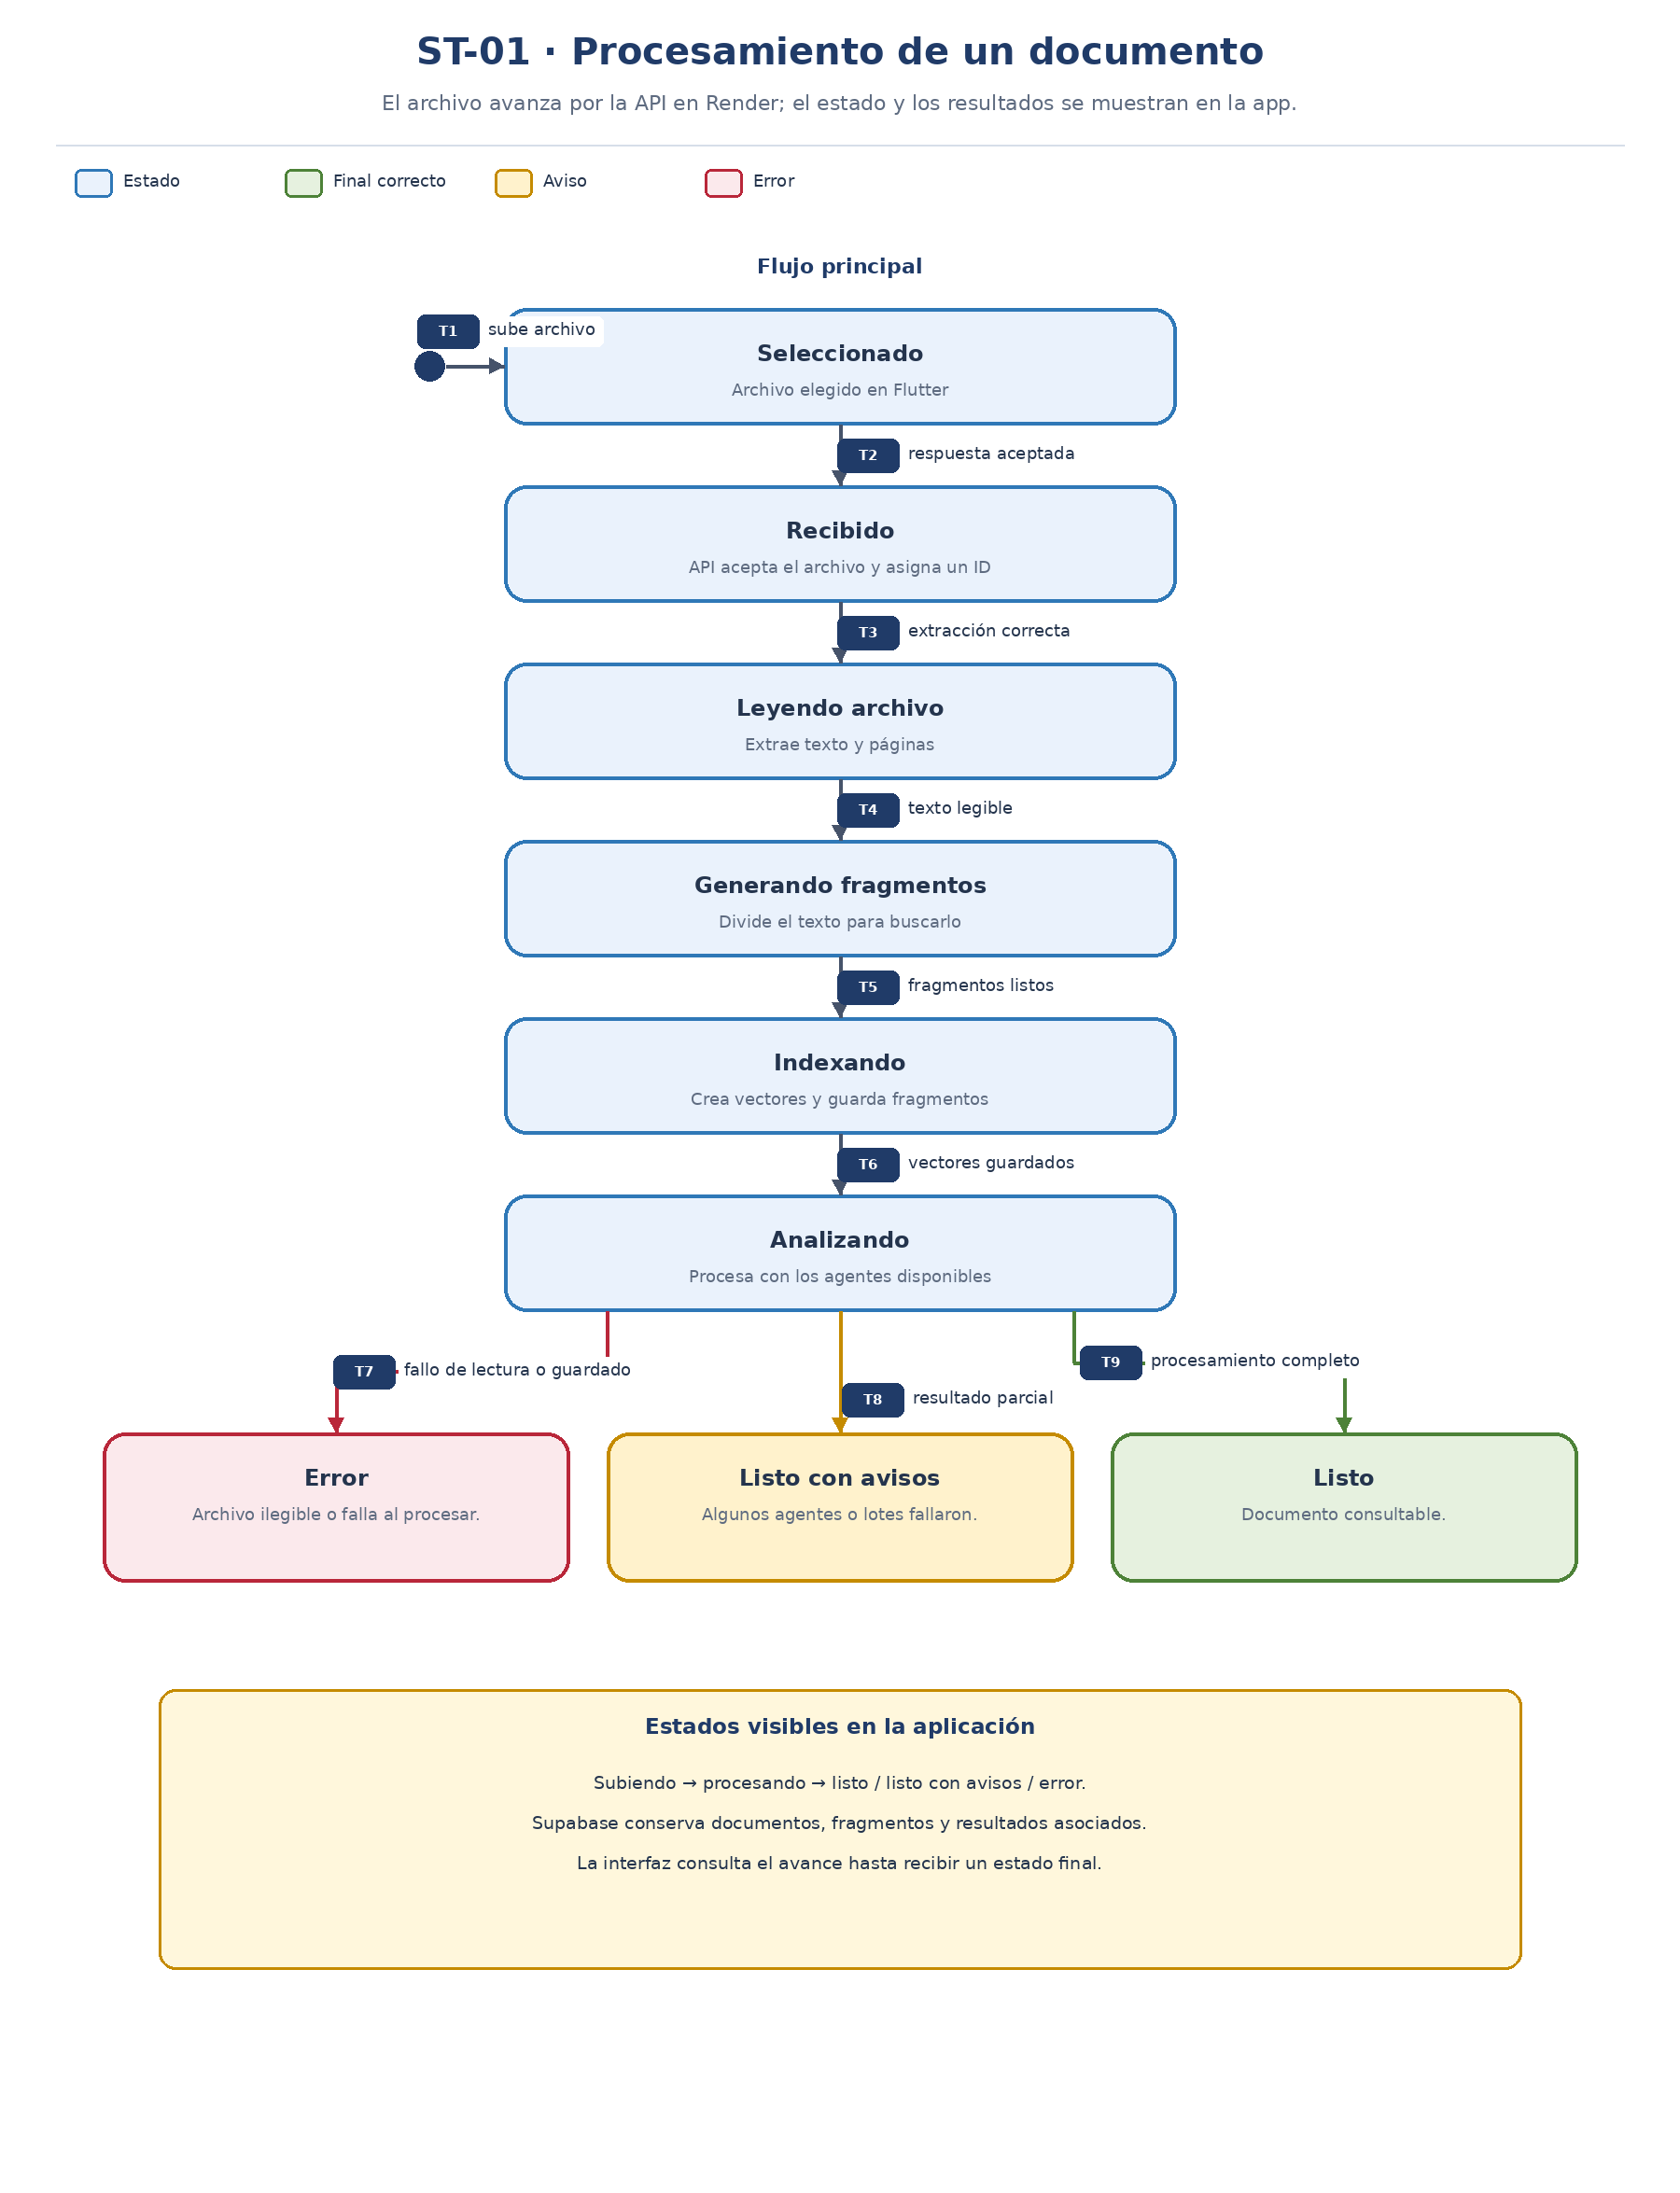 ST-01 · Procesamiento de un documento
El archivo avanza por la API en Render; el estado y los resultados se muestran en la app.
Estado
Final correcto
Aviso
Error
Flujo principal
T1
sube archivo
Seleccionado
Archivo elegido en Flutter
T2
respuesta aceptada
Recibido
API acepta el archivo y asigna un ID
T3
extracción correcta
Leyendo archivo
Extrae texto y páginas
T4
texto legible
Generando fragmentos
Divide el texto para buscarlo
T5
fragmentos listos
Indexando
Crea vectores y guarda fragmentos
T6
vectores guardados
Analizando
Procesa con los agentes disponibles
T7
fallo de lectura o guardado
T8
resultado parcial
T9
procesamiento completo
Error
Archivo ilegible o falla al procesar.
Listo con avisos
Algunos agentes o lotes fallaron.
Listo
Documento consultable.
Estados visibles en la aplicación
Subiendo → procesando → listo / listo con avisos / error.
Supabase conserva documentos, fragmentos y resultados asociados.
La interfaz consulta el avance hasta recibir un estado final.